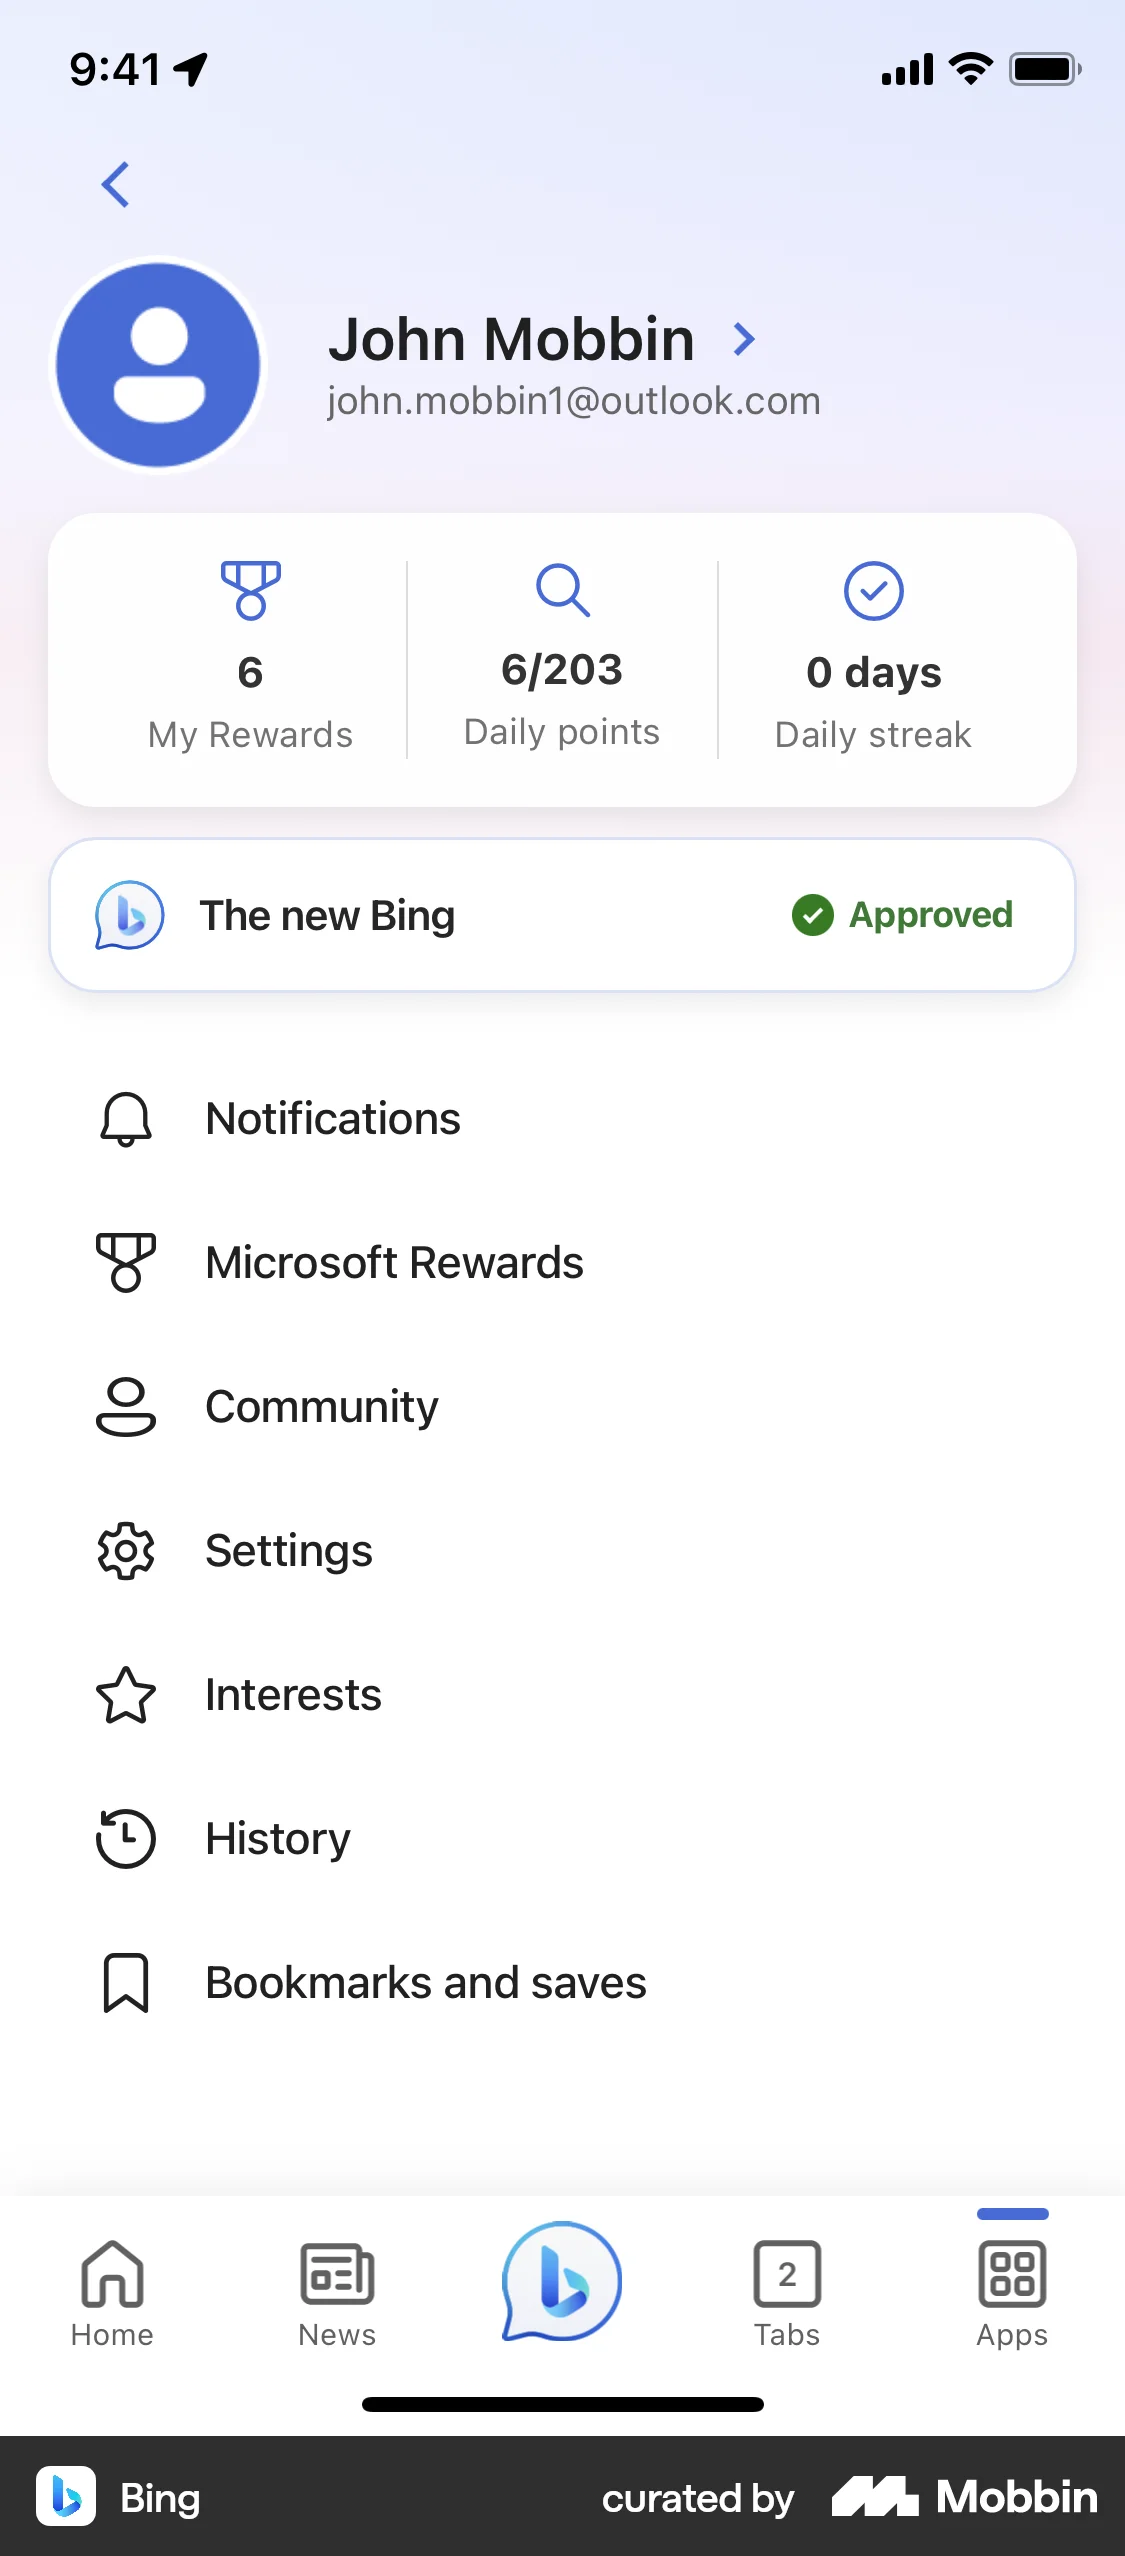 9:41
John Mobbin
john.mobbin1@outlook.com
6
My Rewards
6/203
Daily points
0 days
Daily streak
The new Bing
Approved
Notifications
Microsoft Rewards
Community
Settings
Interests
History
Bookmarks and saves
Home
News
2
Tabs
Apps
Bing
curated by
Mobbin